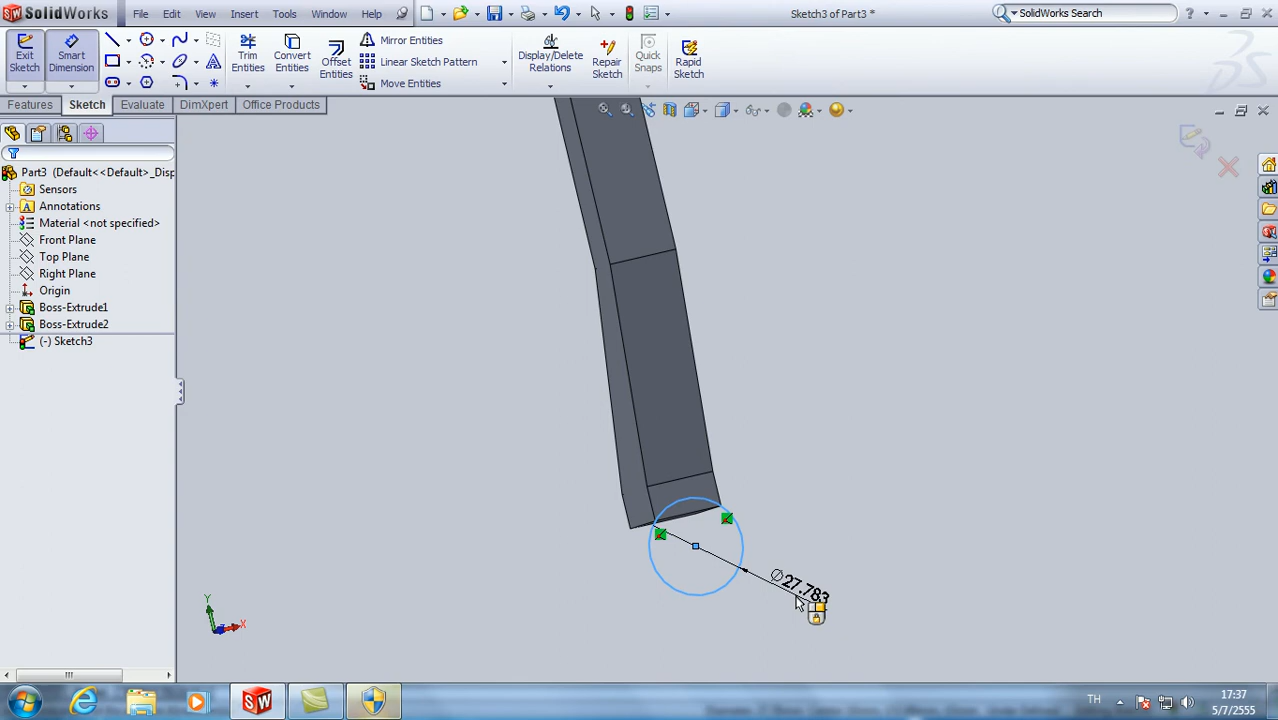 SolidWorks
File Edit View Insert Tools Window Help
Sketch3 of Part3 *
SolidWorks Search
Exit Sketch
Smart Dimension
Trim Entities
Convert Entities
Offset Entities
Mirror Entities
Linear Sketch Pattern
Move Entities
Display/Delete Relations
Repair Sketch
Quick Snaps
Rapid Sketch
Features Sketch Evaluate DimXpert Office Products
Part3 (Default<<Default>_Disp
Sensors
Annotations
Material <not specified>
Front Plane
Top Plane
Right Plane
Origin
Boss-Extrude1
Boss-Extrude2
(-) Sketch3
∅27.783
Y
X
Z
TH
17:37
5/7/2555